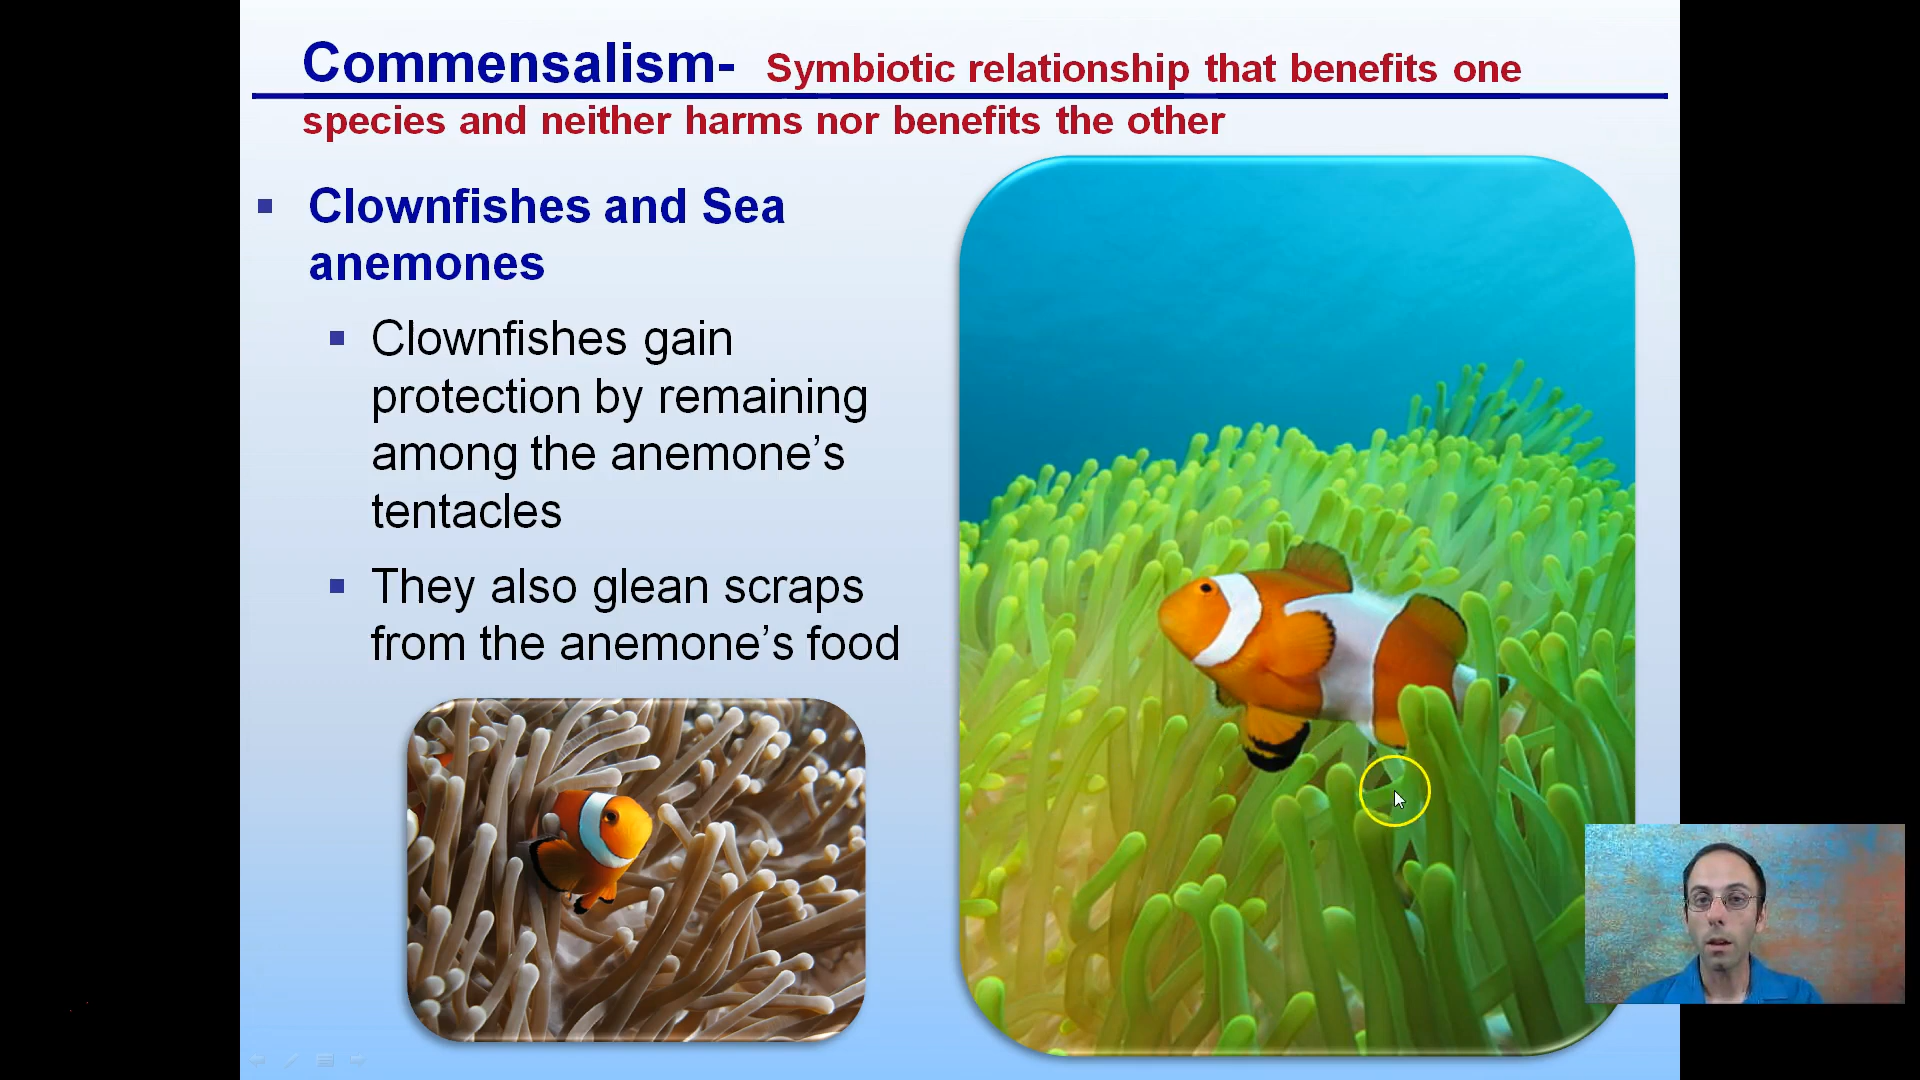 Commensalism- Symbiotic relationship that benefits one
species and neither harms nor benefits the other
Clownfishes and Sea
anemones
Clownfishes gain
protection by remaining
among the anemone’s
tentacles
They also glean scraps
from the anemone’s food